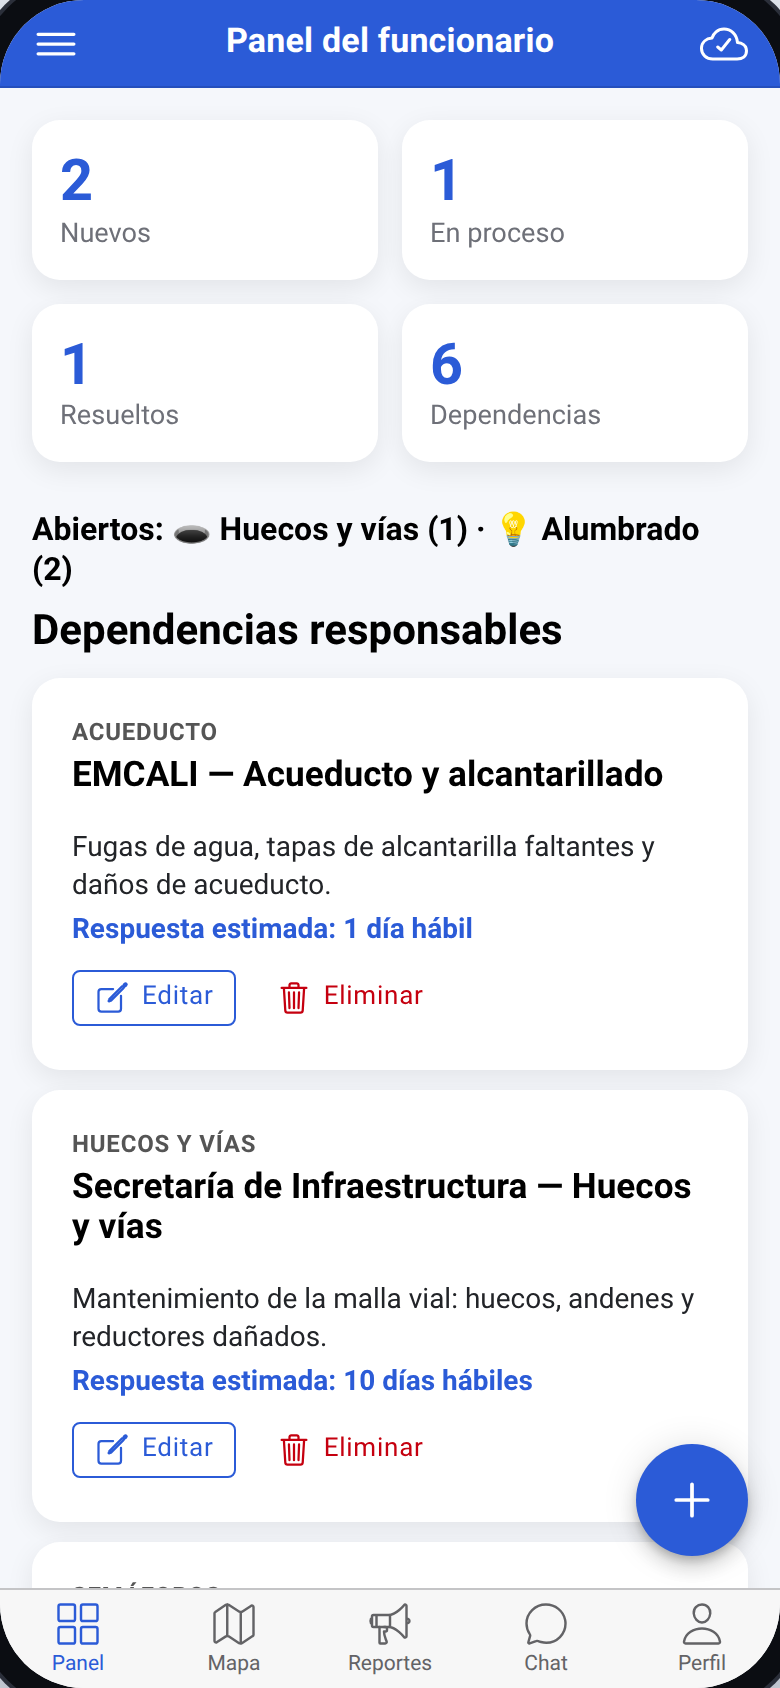 Panel del funcionario
2
Nuevos
1
En proceso
1
Resueltos
6
Dependencias
Abiertos: 🕳️ Huecos y vías (1) · 💡 Alumbrado
(2)
Dependencias responsables
ACUEDUCTO
EMCALI — Acueducto y alcantarillado
Fugas de agua, tapas de alcantarilla faltantes y
daños de acueducto.
Respuesta estimada: 1 día hábil
Editar
Eliminar
HUECOS Y VÍAS
Secretaría de Infraestructura — Huecos
y vías
Mantenimiento de la malla vial: huecos, andenes y
reductores dañados.
Respuesta estimada: 10 días hábiles
Editar
Eliminar
Panel
Mapa
Reportes
Chat
Perfil